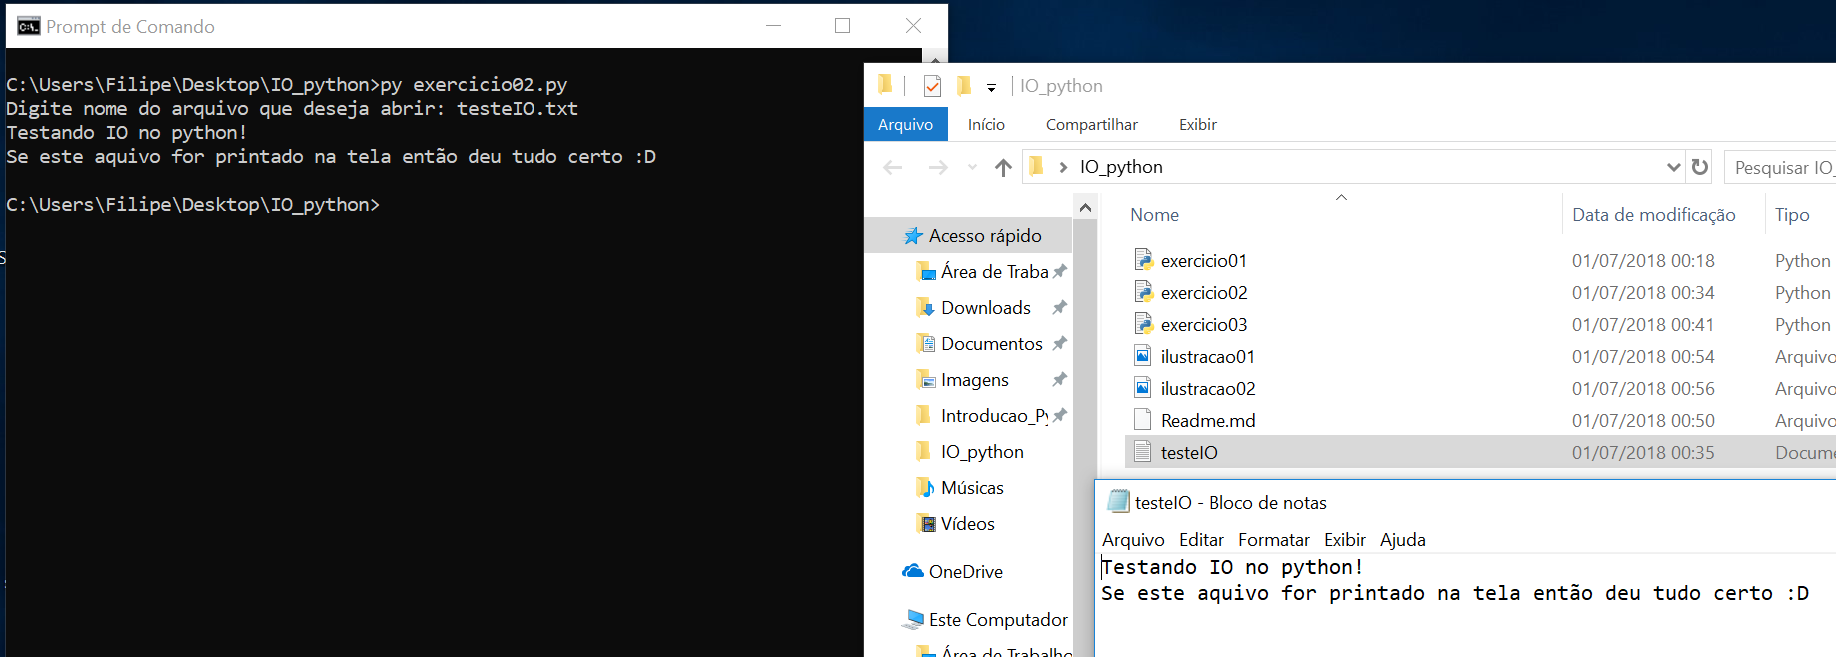 Prompt de Comando
C:\Users\Filipe\Desktop\IO_python>py exercicio02.py
Digite nome do arquivo que deseja abrir: testeIO.txt
Testando IO no python!
Se este aquivo for printado na tela então deu tudo certo :D
C:\Users\Filipe\Desktop\IO_python>
IO_python
Arquivo Início Compartilhar Exibir
IO_python
Pesquisar IO_
Acesso rápido
Área de Traba
Downloads
Documentos
Imagens
Introducao_Py
IO_python
Músicas
Vídeos
OneDrive
Este Computador
Área de Trabalho
Nome Data de modificação Tipo
exercicio01 01/07/2018 00:18 Python
exercicio02 01/07/2018 00:34 Python
exercicio03 01/07/2018 00:41 Python
ilustracao01 01/07/2018 00:54 Arquivo
ilustracao02 01/07/2018 00:56 Arquivo
Readme.md 01/07/2018 00:50 Arquivo
testeIO 01/07/2018 00:35 Docume
testeIO - Bloco de notas
Arquivo Editar Formatar Exibir Ajuda
Testando IO no python!
Se este aquivo for printado na tela então deu tudo certo :D